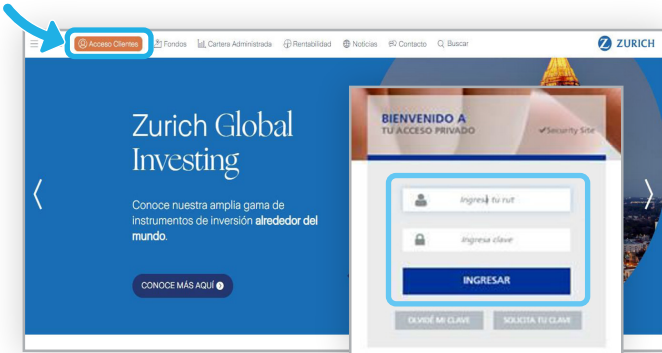 Acceso Clientes
Fondos
Cartera Administrada
Rentabilidad
Noticias
Contacto
Buscar
ZURICH
Zurich Global
Investing
Conoce nuestra amplia gama de
instrumentos de inversión alrededor del
mundo.
CONOCE MÁS AQUÍ
BIENVENIDO A
TU ACCESO PRIVADO
Security Site
Ingresa tu rut
Ingresa clave
INGRESAR
OLVIDÉ MI CLAVE
SOLICITA TU CLAVE